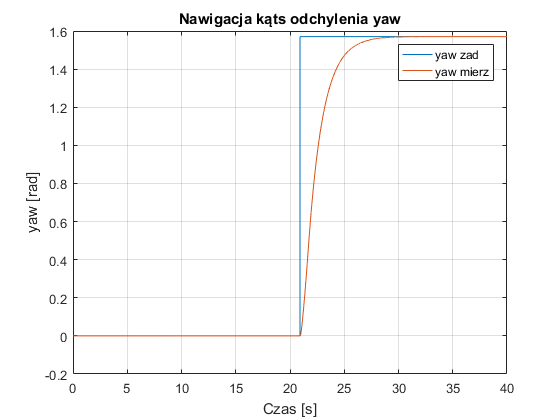 Nawigacja kąts odchylenia yaw
1.6
1.4
1.2
1
0.8
0.6
0.4
0.2
0
-0.2
yaw [rad]
yaw zad
yaw mierz
0 5 10 15 20 25 30 35 40
Czas [s]